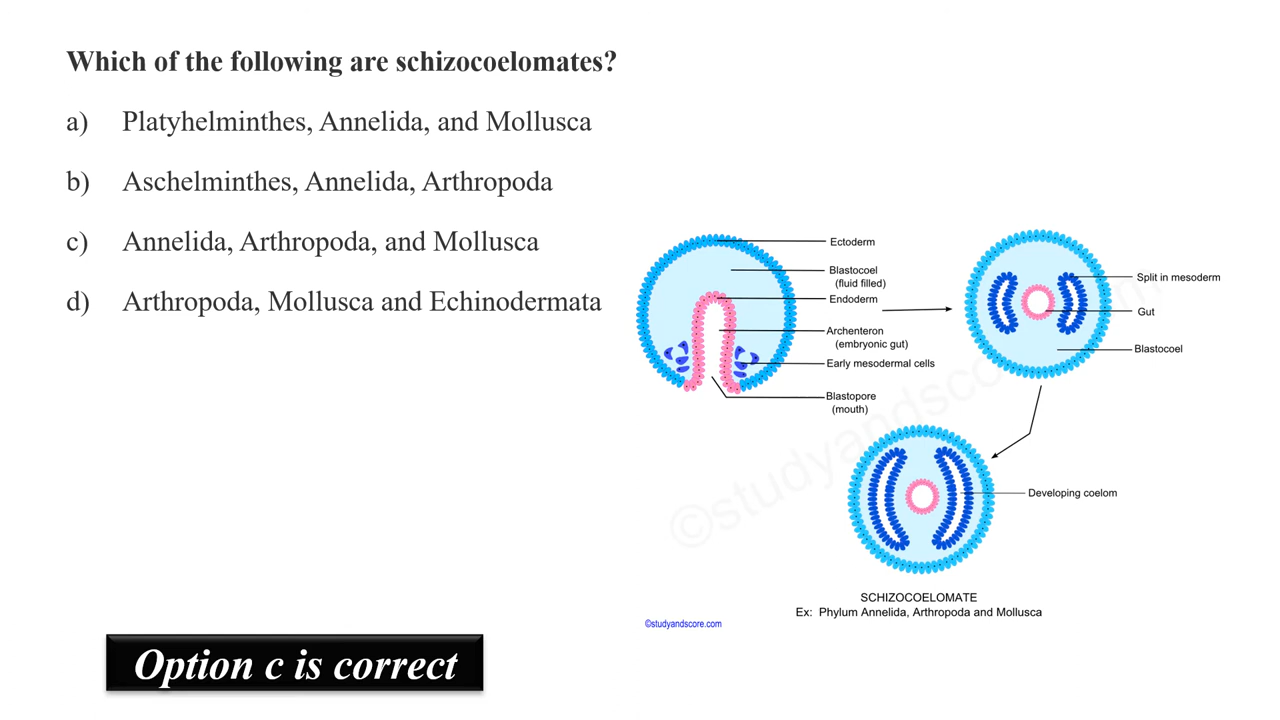 Which of the following are schizocoelomates?
a) Platyhelminthes, Annelida, and Mollusca
b) Aschelminthes, Annelida, Arthropoda
c) Annelida, Arthropoda, and Mollusca
d) Arthropoda, Mollusca and Echinodermata
Ectoderm
Blastocoel
(fluid filled)
Endoderm
Archenteron
(embryonic gut)
Early mesodermal cells
Blastopore
(mouth)
Split in mesoderm
Gut
Blastocoel
Developing coelom
SCHIZOCOELOMATE
Ex: Phylum Annelida, Arthropoda and Mollusca
©studyandscore.com
©studyandscore.com
Option c is correct